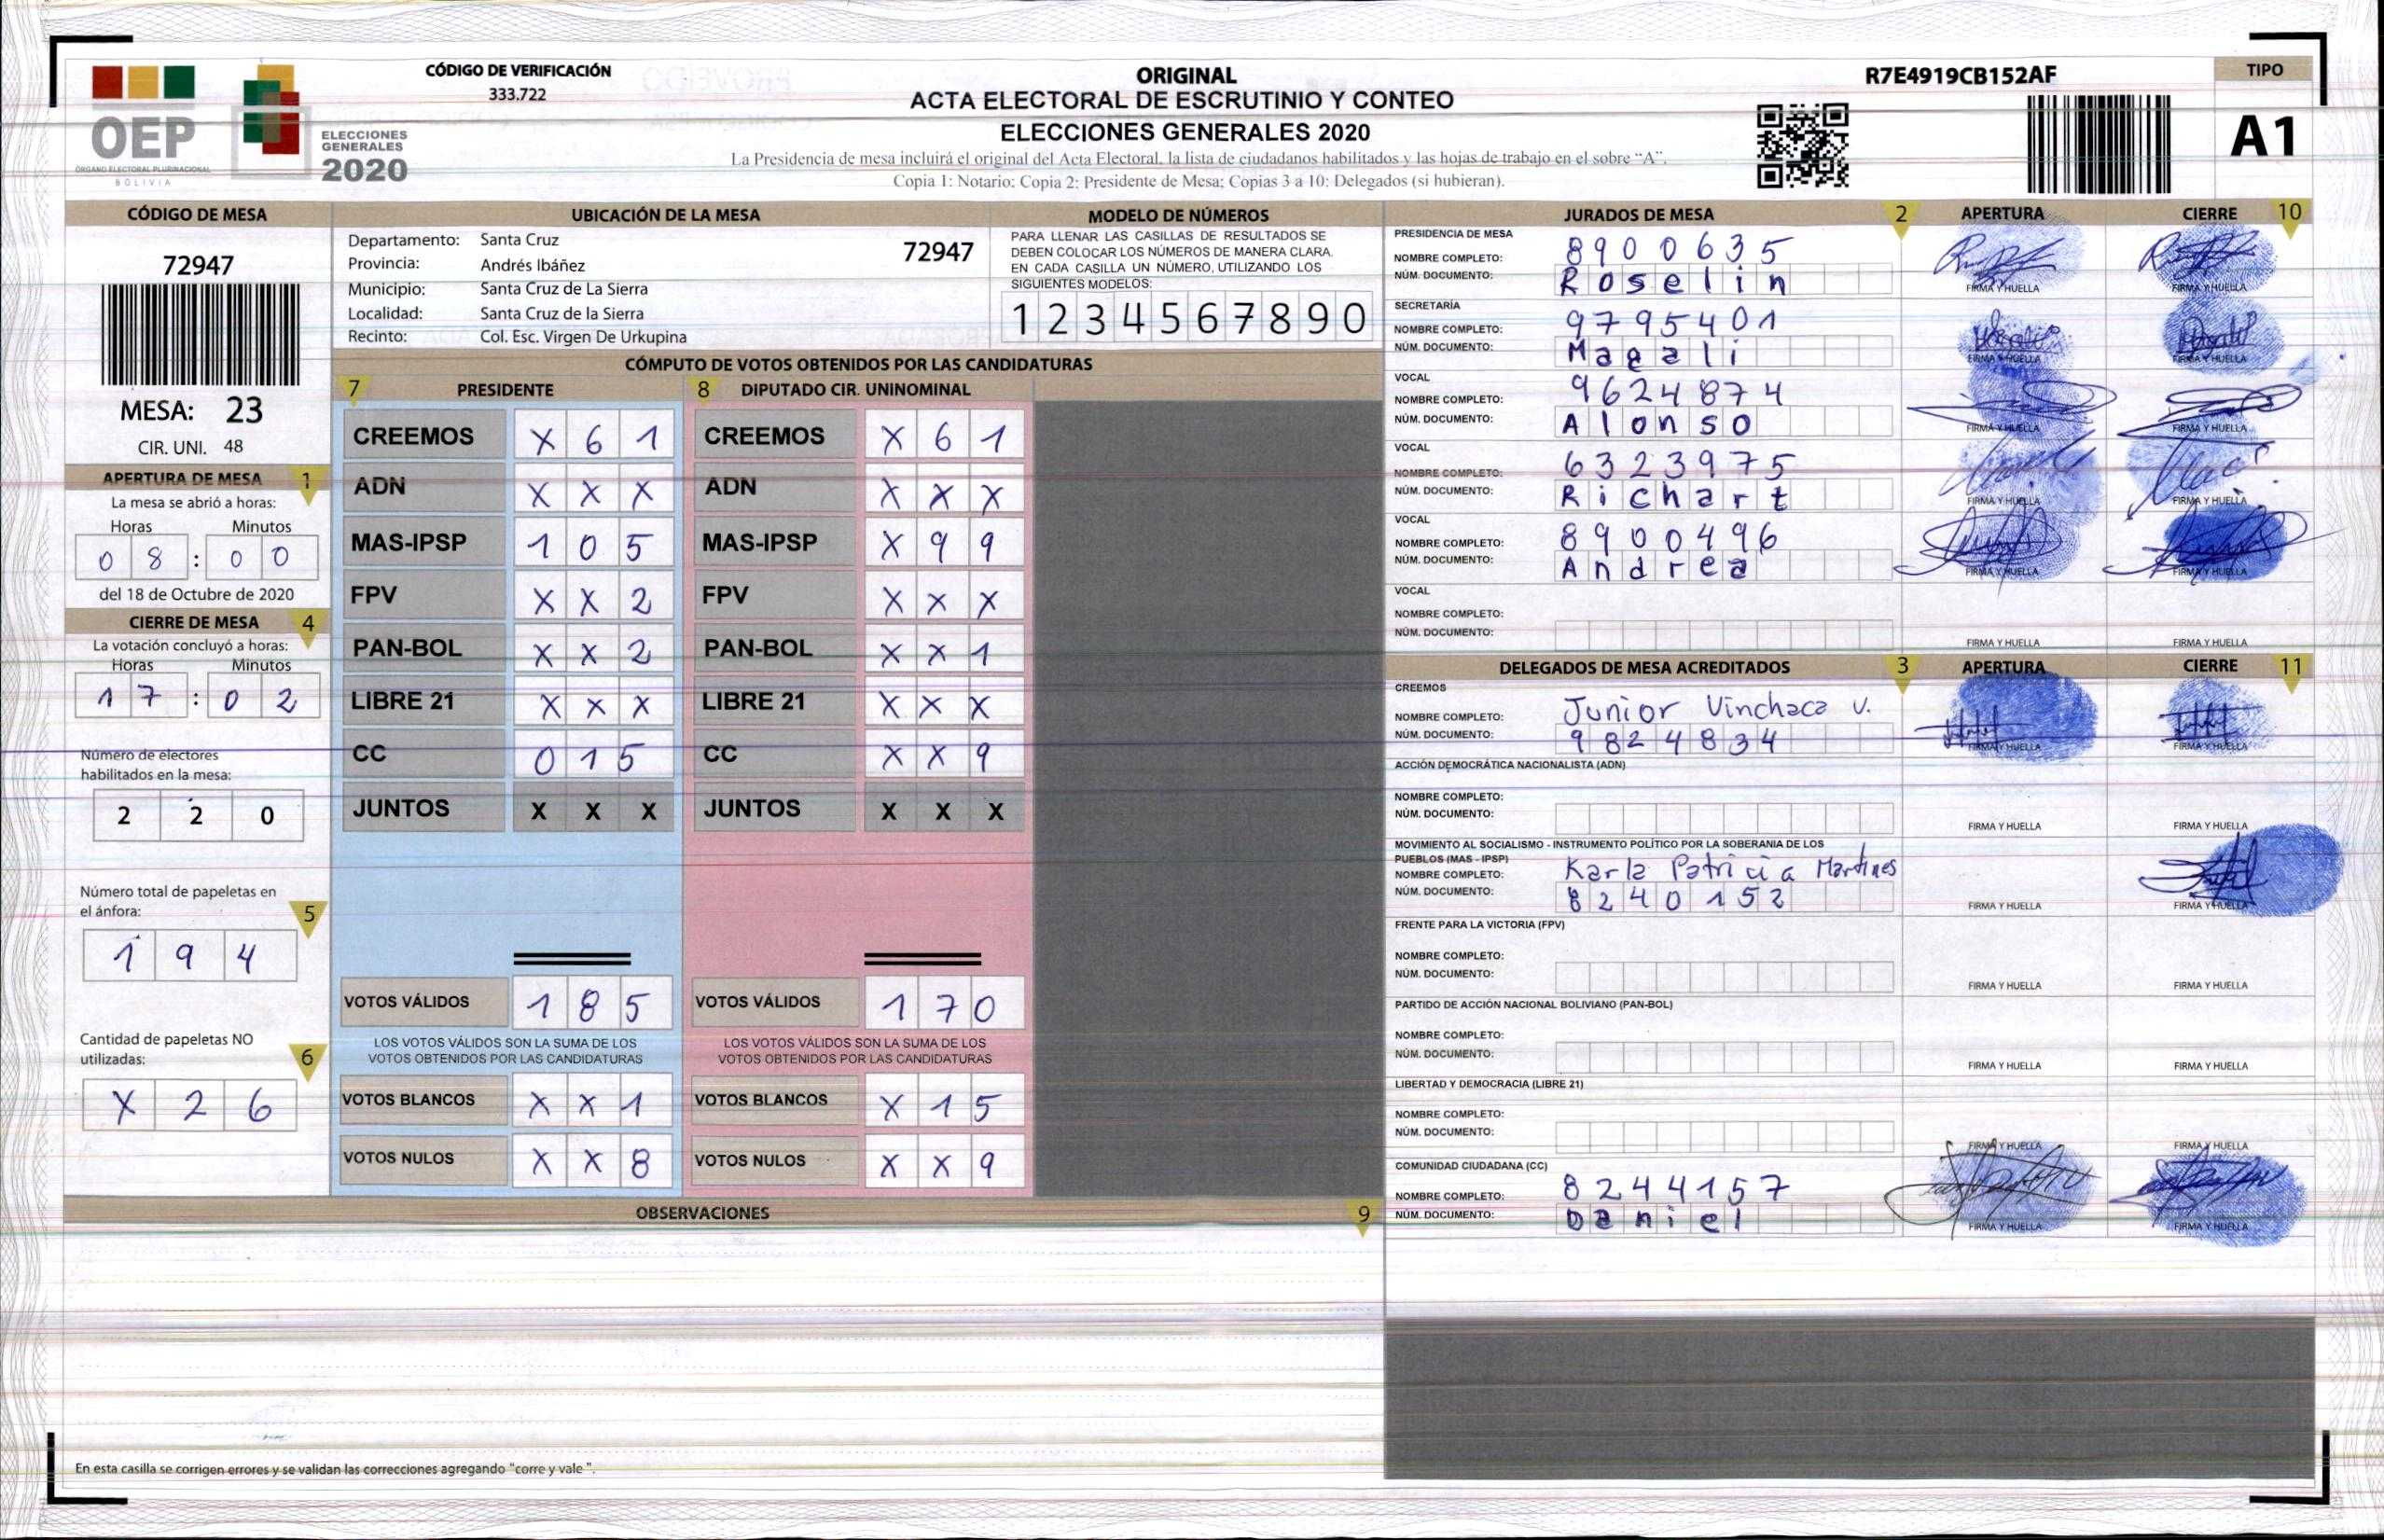 CÓDIGO DE VERIFICACIÓN
333.722
OEP
ÓRGANO ELECTORAL PLURINACIONAL
BOLIVIA
ELECCIONES
GENERALES
2020
ORIGINAL
ACTA ELECTORAL DE ESCRUTINIO Y CONTEO
ELECCIONES GENERALES 2020
La Presidencia de mesa incluirá el original del Acta Electoral, la lista de ciudadanos habilitados y las hojas de trabajo en el sobre "A".
Copia 1: Notario; Copia 2: Presidente de Mesa; Copias 3 a 10: Delegados (si hubieran).
R7E4919CB152AF
TIPO
A1
CÓDIGO DE MESA
72947
MESA: 23
CIR. UNI. 48
APERTURA DE MESA 1
La mesa se abrió a horas:
Horas Minutos
0 8 : 0 0
del 18 de Octubre de 2020
CIERRE DE MESA 4
La votación concluyó a horas:
Horas Minutos
1 7 : 0 2
Número de electores
habilitados en la mesa:
2 2 0
Número total de papeletas en
el ánfora:
5
1 9 4
Cantidad de papeletas NO
utilizadas:
6
X 2 6
UBICACIÓN DE LA MESA
Departamento: Santa Cruz
72947
Provincia: Andrés Ibáñez
Municipio: Santa Cruz de La Sierra
Localidad: Santa Cruz de la Sierra
Recinto: Col. Esc. Virgen De Urkupina
MODELO DE NÚMEROS
PARA LLENAR LAS CASILLAS DE RESULTADOS SE
DEBEN COLOCAR LOS NÚMEROS DE MANERA CLARA.
EN CADA CASILLA UN NÚMERO, UTILIZANDO LOS
SIGUIENTES MODELOS:
1 2 3 4 5 6 7 8 9 0
CÓMPUTO DE VOTOS OBTENIDOS POR LAS CANDIDATURAS
7 PRESIDENTE
CREEMOS X 6 1
ADN X X X
MAS-IPSP 1 0 5
FPV X X 2
PAN-BOL X X 2
LIBRE 21 X X X
CC 0 1 5
JUNTOS X X X
VOTOS VÁLIDOS 1 8 5
LOS VOTOS VÁLIDOS SON LA SUMA DE LOS
VOTOS OBTENIDOS POR LAS CANDIDATURAS
VOTOS BLANCOS X X 1
VOTOS NULOS X X 8
8 DIPUTADO CIR. UNINOMINAL
CREEMOS X 6 1
ADN X X X
MAS-IPSP X 9 9
FPV X X X
PAN-BOL X X 1
LIBRE 21 X X X
CC X X 9
JUNTOS X X X
VOTOS VÁLIDOS 1 7 0
LOS VOTOS VÁLIDOS SON LA SUMA DE LOS
VOTOS OBTENIDOS POR LAS CANDIDATURAS
VOTOS BLANCOS X 1 5
VOTOS NULOS X X 9
OBSERVACIONES 9
En esta casilla se corrigen errores y se validan las correcciones agregando "corre y vale ".
JURADOS DE MESA 2 APERTURA CIERRE 10
PRESIDENCIA DE MESA
NOMBRE COMPLETO: 8900635
NÚM. DOCUMENTO: Roselin
FIRMA Y HUELLA FIRMA Y HUELLA
SECRETARÍA
NOMBRE COMPLETO: 9795401
NÚM. DOCUMENTO: Magali
FIRMA Y HUELLA FIRMA Y HUELLA
VOCAL
NOMBRE COMPLETO: 9624874
NÚM. DOCUMENTO: Alonso
FIRMA Y HUELLA FIRMA Y HUELLA
VOCAL
NOMBRE COMPLETO: 6323975
NÚM. DOCUMENTO: Richart
FIRMA Y HUELLA FIRMA Y HUELLA
VOCAL
NOMBRE COMPLETO: 8900496
NÚM. DOCUMENTO: Andrea
FIRMA Y HUELLA FIRMA Y HUELLA
VOCAL
NOMBRE COMPLETO:
NÚM. DOCUMENTO:
FIRMA Y HUELLA FIRMA Y HUELLA
DELEGADOS DE MESA ACREDITADOS 3 APERTURA CIERRE 11
CREEMOS
NOMBRE COMPLETO: Junior Vinchaca V.
NÚM. DOCUMENTO: 9824834
FIRMA Y HUELLA FIRMA Y HUELLA
ACCIÓN DEMOCRÁTICA NACIONALISTA (ADN)
NOMBRE COMPLETO:
NÚM. DOCUMENTO:
FIRMA Y HUELLA FIRMA Y HUELLA
MOVIMIENTO AL SOCIALISMO - INSTRUMENTO POLÍTICO POR LA SOBERANIA DE LOS
PUEBLOS (MAS - IPSP)
NOMBRE COMPLETO: Karla Patricia Martines
NÚM. DOCUMENTO: 8240152
FIRMA Y HUELLA FIRMA Y HUELLA
FRENTE PARA LA VICTORIA (FPV)
NOMBRE COMPLETO:
NÚM. DOCUMENTO:
FIRMA Y HUELLA FIRMA Y HUELLA
PARTIDO DE ACCIÓN NACIONAL BOLIVIANO (PAN-BOL)
NOMBRE COMPLETO:
NÚM. DOCUMENTO:
FIRMA Y HUELLA FIRMA Y HUELLA
LIBERTAD Y DEMOCRACIA (LIBRE 21)
NOMBRE COMPLETO:
NÚM. DOCUMENTO:
FIRMA Y HUELLA FIRMA Y HUELLA
COMUNIDAD CIUDADANA (CC)
NOMBRE COMPLETO: 8244157
NÚM. DOCUMENTO: Daniel
FIRMA Y HUELLA FIRMA Y HUELLA